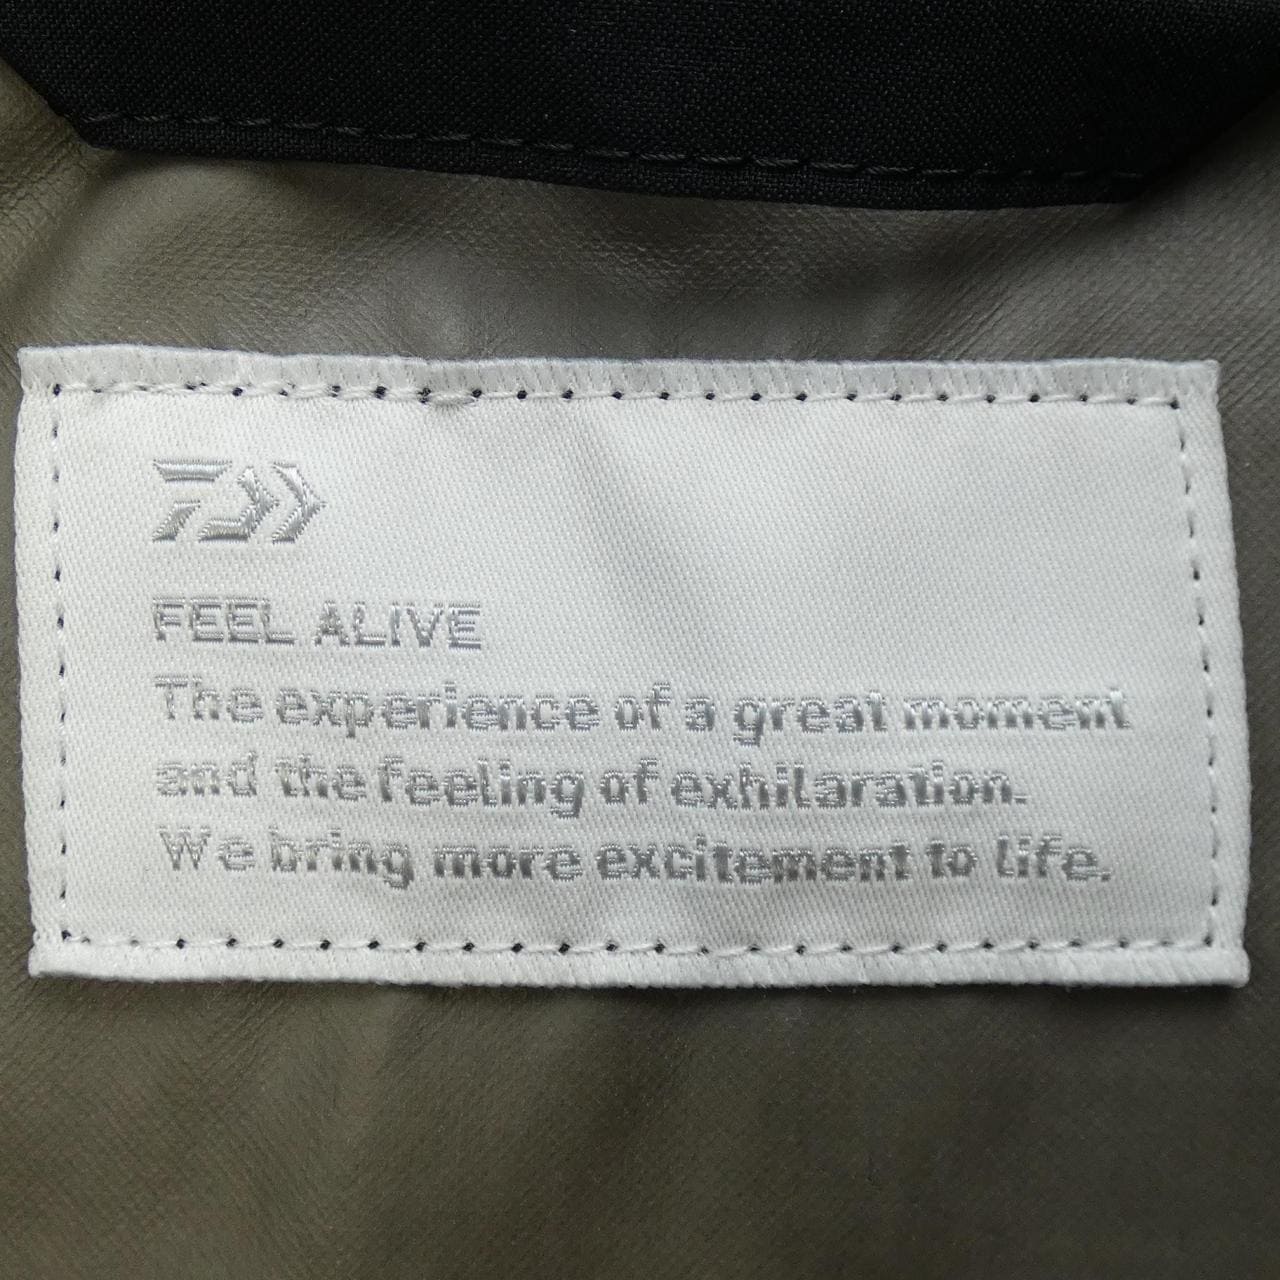 FEEL ALIVE
The experience of a great moment
and the feeling of exhilaration.
We bring more excitement to life.